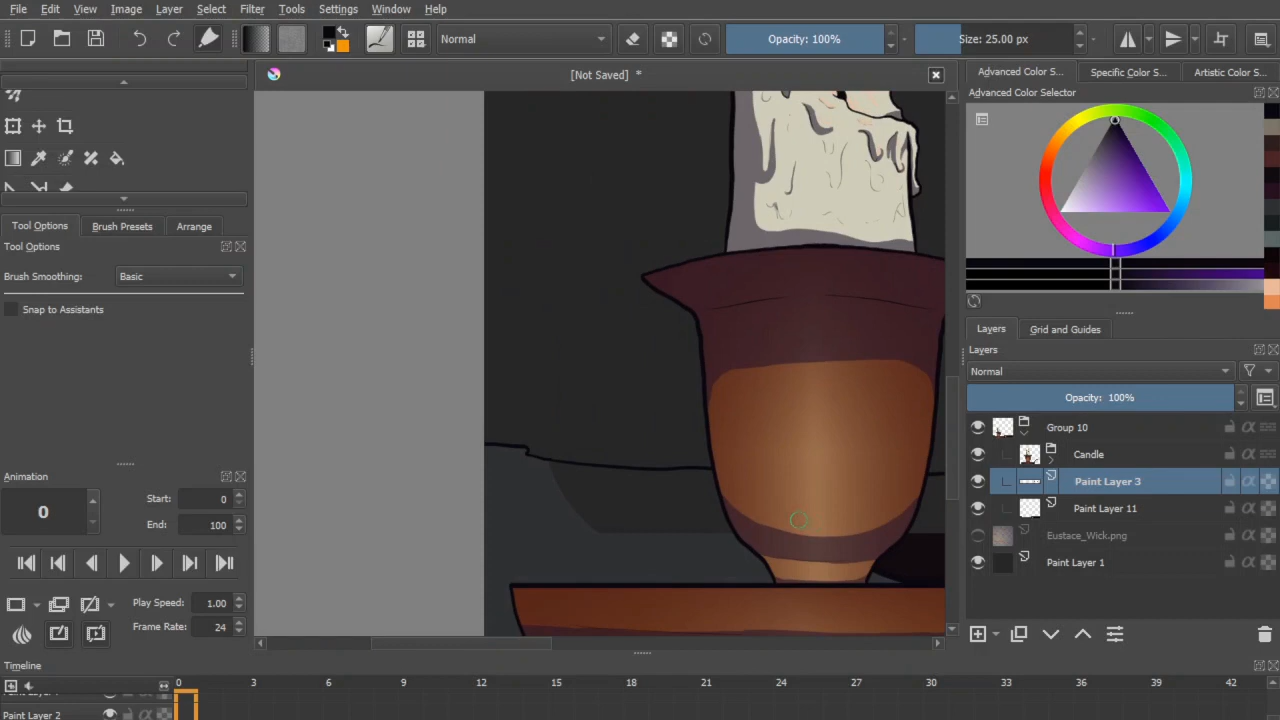 File Edit View Image Layer Select Filter Tools Settings Window Help
Normal Opacity: 100% Size: 25.00 px
[Not Saved] *
Advanced Color S... Specific Color S... Artistic Color S...
Advanced Color Selector
Tool Options Brush Presets Arrange
Tool Options
Brush Smoothing: Basic
Snap to Assistants
Layers Grid and Guides
Layers
Normal
Opacity: 100%
Group 10
Candle
Paint Layer 3
Paint Layer 11
Eustace_Wick.png
Paint Layer 1
Animation
0 Start: 0
End: 100
Play Speed: 1.00
Frame Rate: 24
Timeline
0 3 6 9 12 15 18 21 24 27 30 33 36 39 42
Paint Layer 2